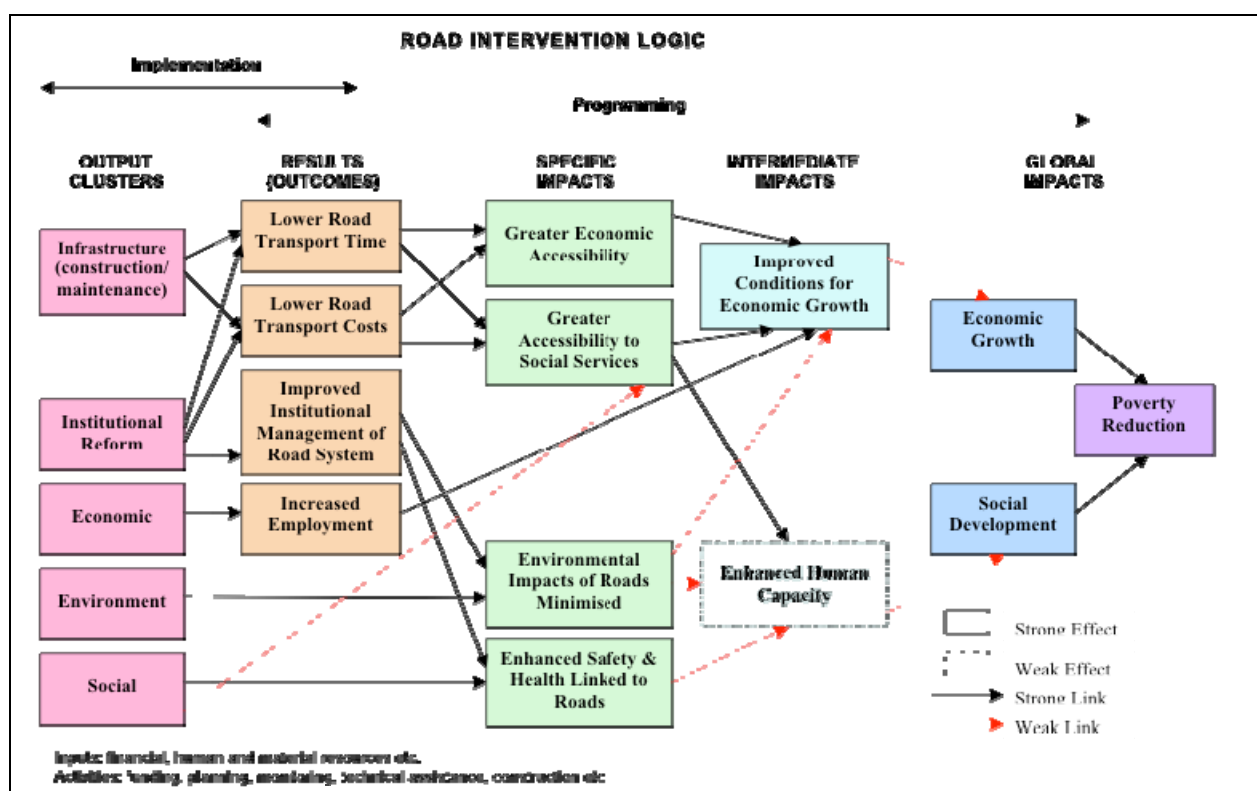 ROAD INTERVENTION LOGIC
Implementation
Programming
OUTPUT
CLUSTERS
RESULTS
(OUTCOMES)
SPECIFIC
IMPACTS
INTERMEDIATE
IMPACTS
GLOBAL
IMPACTS
Infrastructure
(construction/
maintenance)
Institutional
Reform
Economic
Environment
Social
Lower Road
Transport Time
Lower Road
Transport Costs
Improved
Institutional
Management of
Road System
Increased
Employment
Greater Economic
Accessibility
Greater
Accessibility to
Social Services
Environmental
Impacts of Roads
Minimised
Enhanced Safety &
Health Linked to
Roads
Improved
Conditions for
Economic Growth
Enhanced Human
Capacity
Economic
Growth
Social
Development
Poverty
Reduction
Strong Effect
Weak Effect
Strong Link
Weak Link
Inputs: financial, human and material resources etc.
Activities: funding, planning, monitoring, technical assistance, construction etc